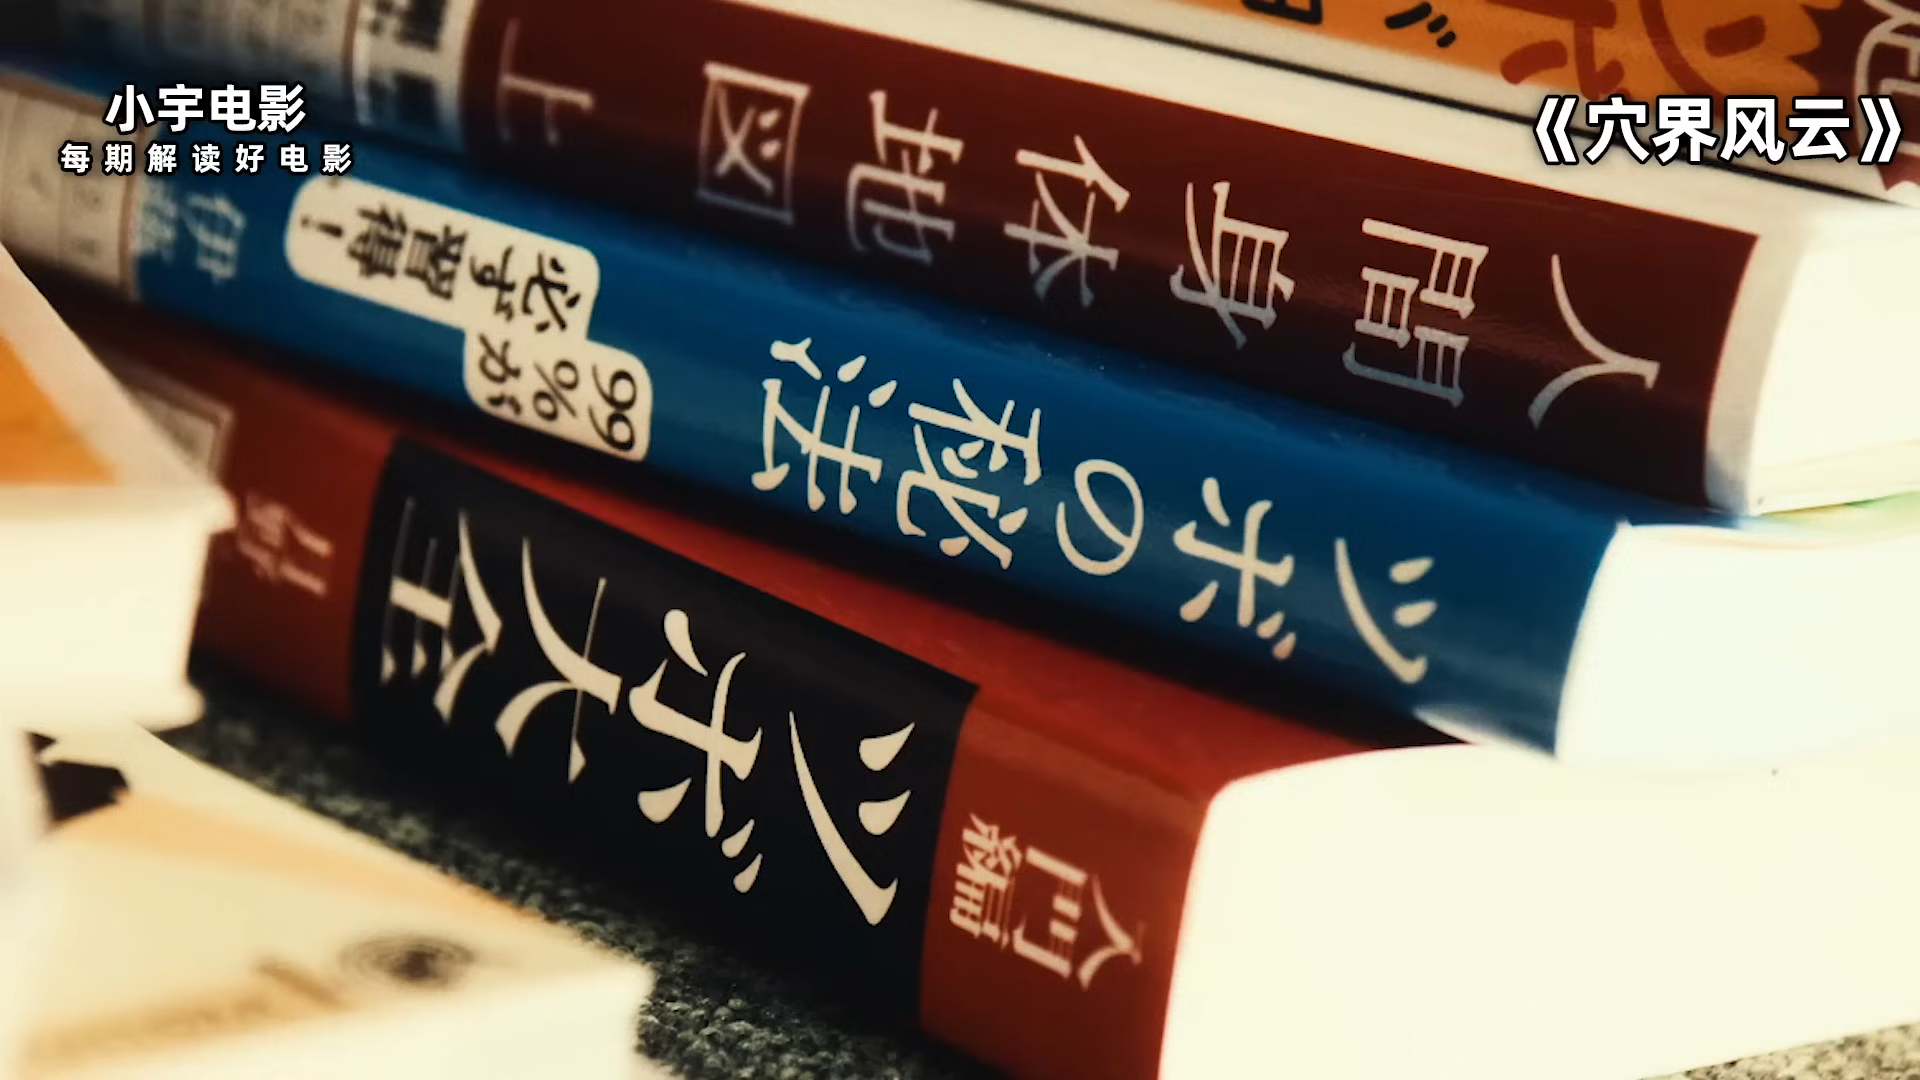 小宇电影
每期解读好电影
《穴界风云》
人間身体地図 上
ツボの秘法
99%が
必ず習得!
ツボ大全
入門編